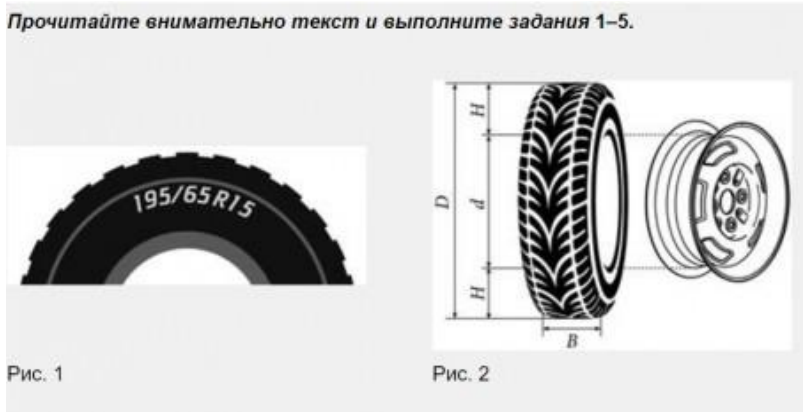 Прочитайте внимательно текст и выполните задания 1–5.
195/65R15
H
D
d
H
B
Рис. 1
Рис. 2